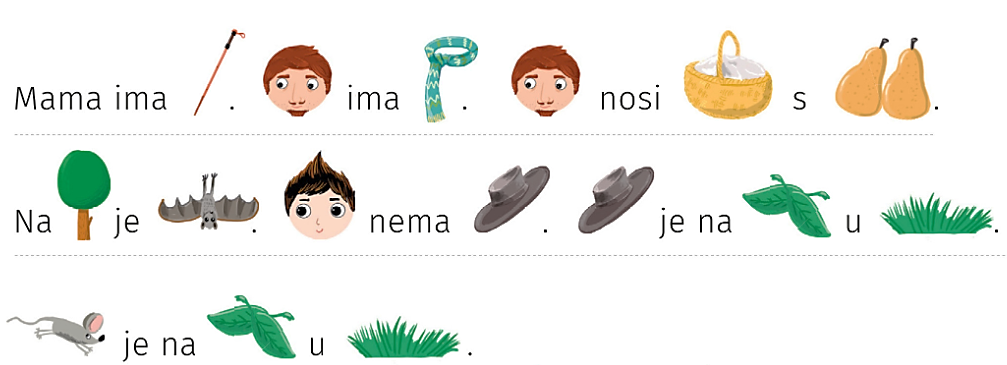 Mama ima . ima . nosi s .
Na je . nema . je na u .
je na u .